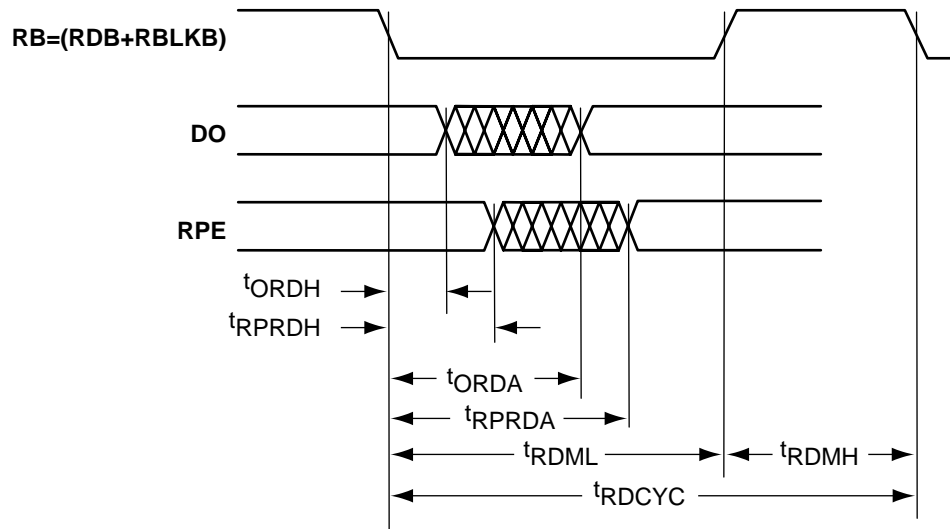 RB=(RDB+RBLKB)
DO
RPE
tORDH
tRPRDH
tORDA
tRPRDA
tRDML
tRDMH
tRDCYC